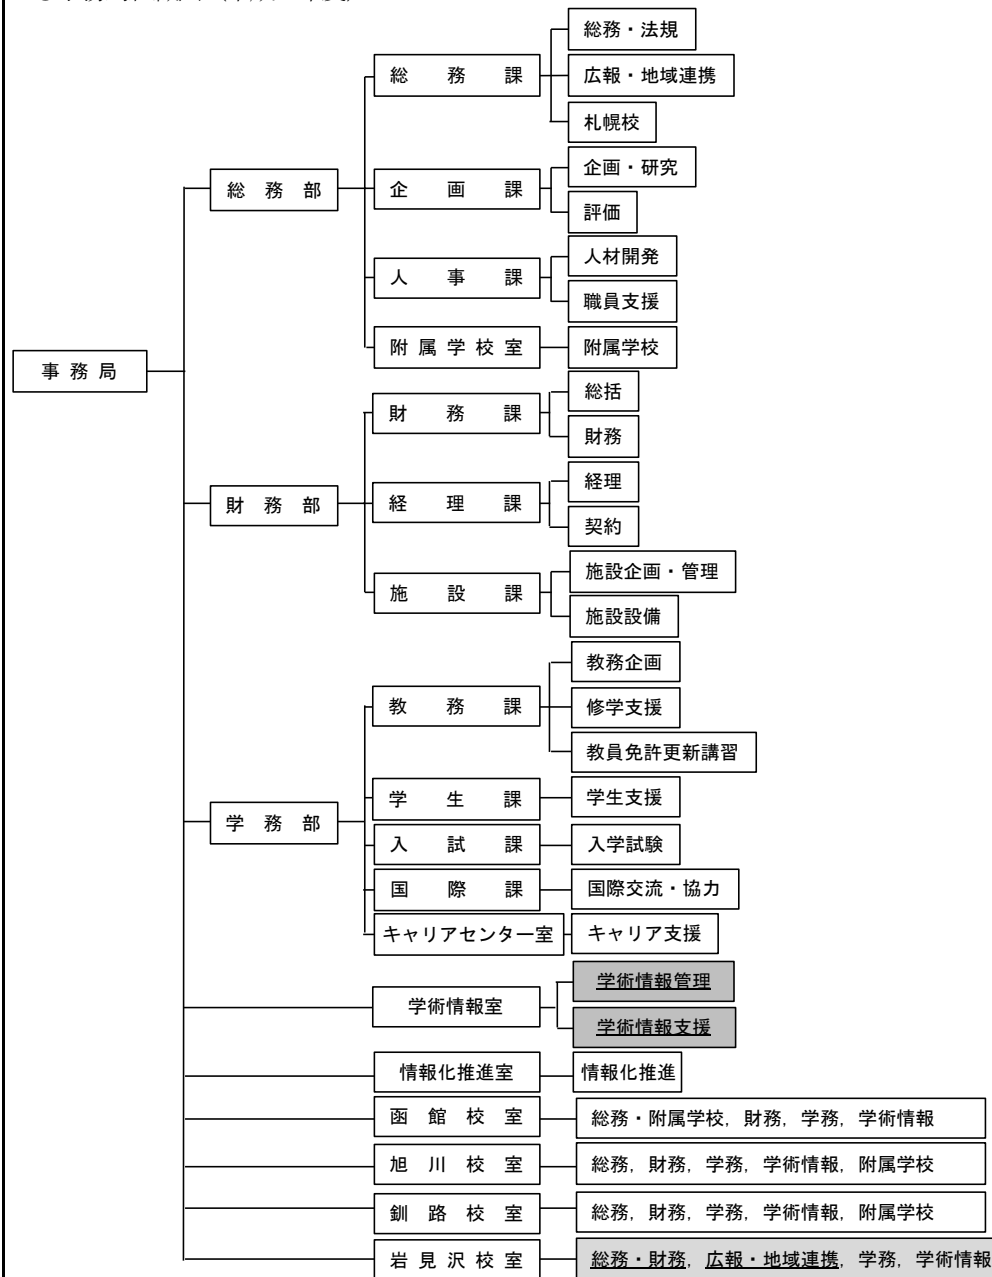 総務・法規
総務課
広報・地域連携
札幌校
企画・研究
総務部
企画課
評価
人材開発
人事課
職員支援
附属学校室
附属学校
事務局
総括
財務課
財務
経理
財務部
経理課
契約
施設企画・管理
施設課
施設設備
教務企画
教務課
修学支援
教員免許更新講習
学生課
学生支援
学務部
入試課
入学試験
国際課
国際交流・協力
キャリアセンター室
キャリア支援
学術情報管理
学術情報室
学術情報支援
情報化推進室
情報化推進
函館校室
総務・附属学校, 財務, 学務, 学術情報
旭川校室
総務, 財務, 学務, 学術情報, 附属学校
釧路校室
総務, 財務, 学務, 学術情報, 附属学校
岩見沢校室
総務・財務, 広報・地域連携, 学務, 学術情報